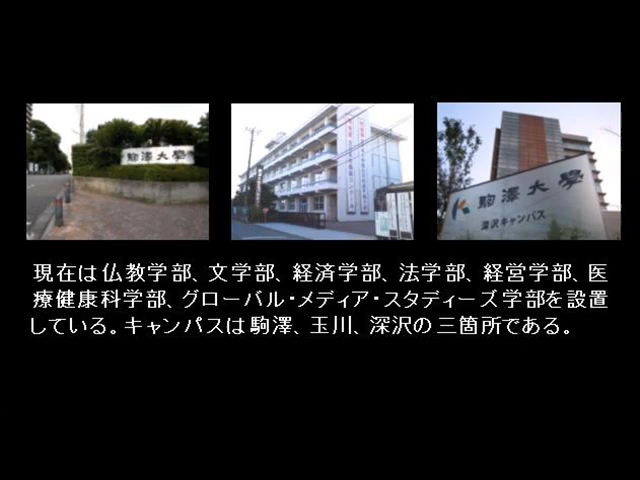 駒澤大學
駒澤大學
深沢キャンパス
現在は仏教学部、文学部、経済学部、法学部、経営学部、医
療健康科学部、グローバル・メディア・スタディーズ学部を設置
している。キャンパスは駒澤、玉川、深沢の三箇所である。